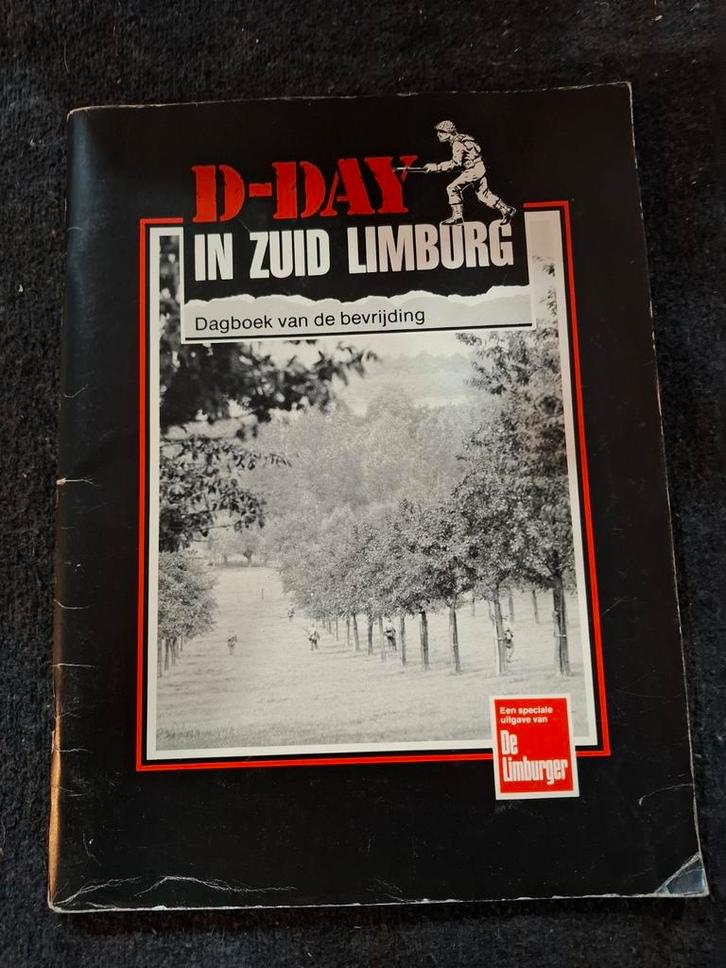 D-DAY
IN ZUID LIMBURG
Dagboek van de bevrijding
Een speciale
uitgave van
De
Limburger